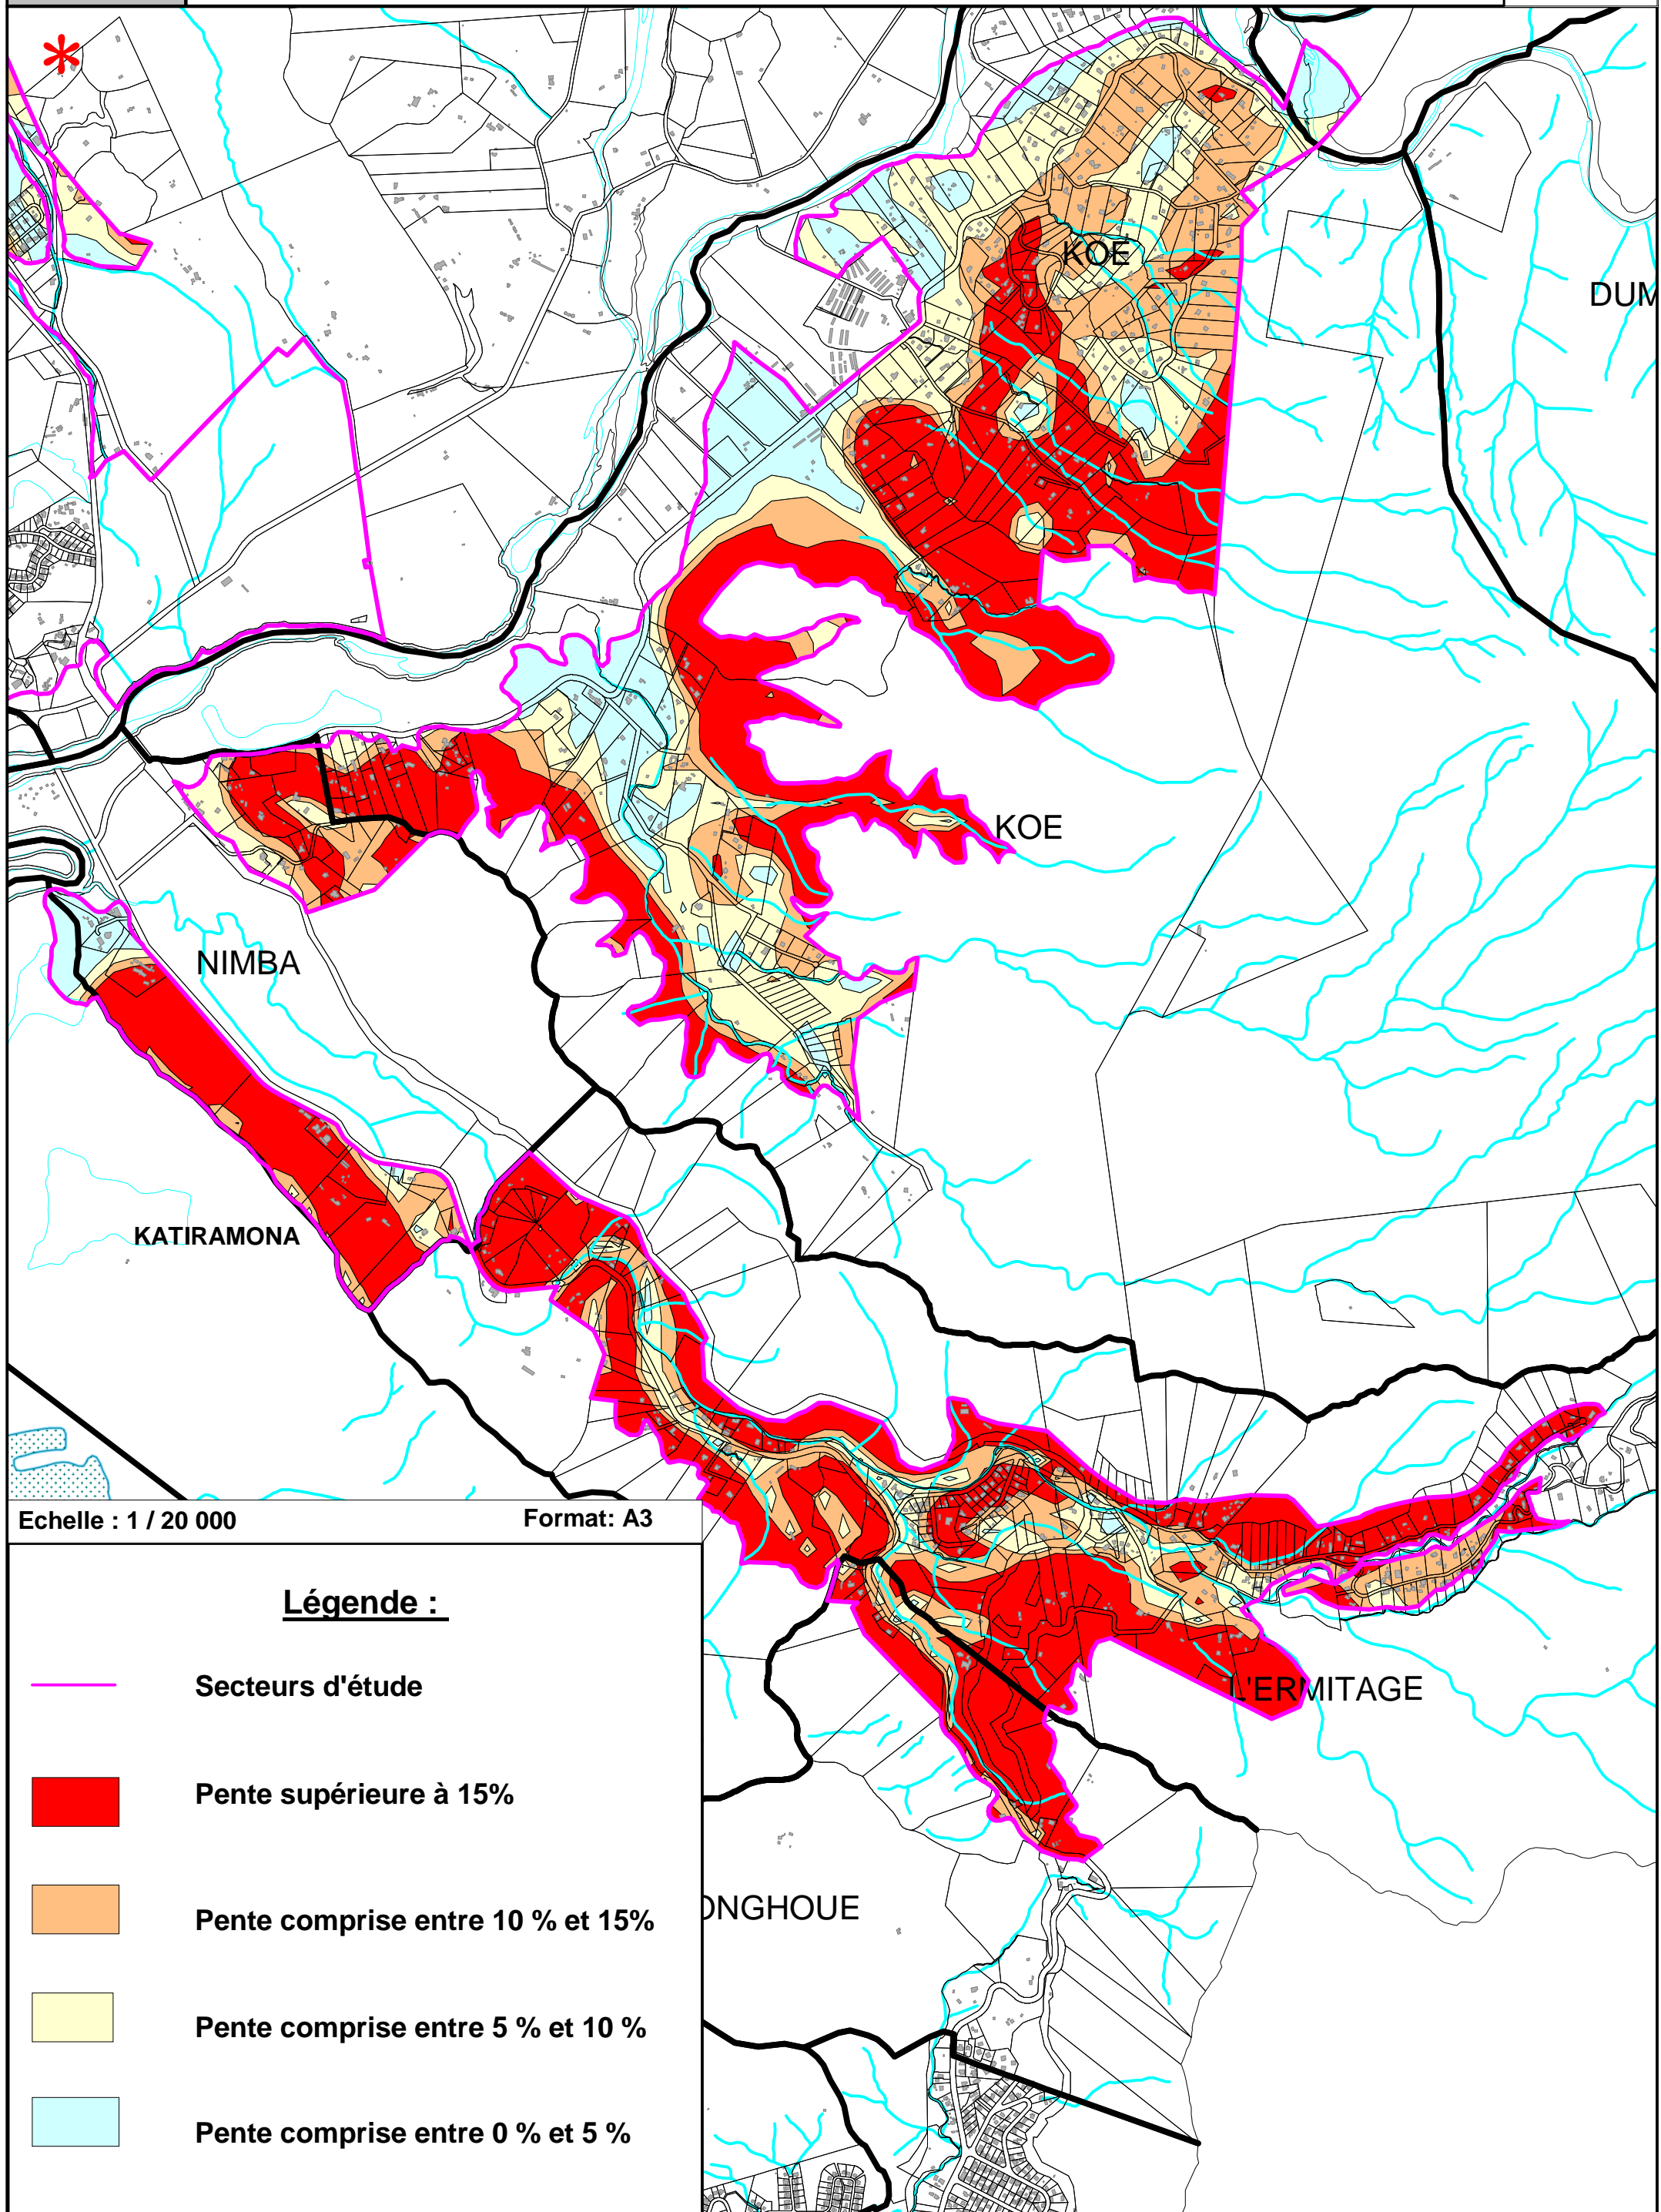 *
KOE
DUM
KOE
NIMBA
KATIRAMONA
Echelle : 1 / 20 000 Format: A3
Légende :
Secteurs d'étude
L'ERMITAGE
Pente supérieure à 15%
Pente comprise entre 10 % et 15%
ONGHOUE
Pente comprise entre 5 % et 10 %
Pente comprise entre 0 % et 5 %